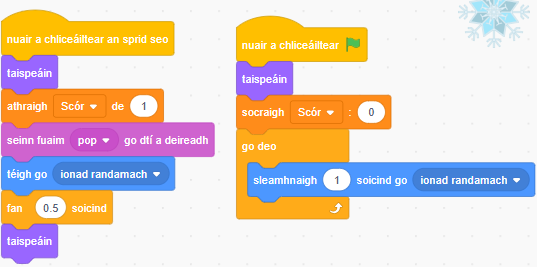 nuair a chliceáiltear an sprid seo
taispeáin
athraigh Scór de 1
seinn fuaim pop go dtí a deireadh
téigh go ionad randamach
fan 0.5 soicind
taispeáin
nuair a chliceáiltear
taispeáin
socraigh Scór : 0
go deo
sleamhnaigh 1 soicind go ionad randamach